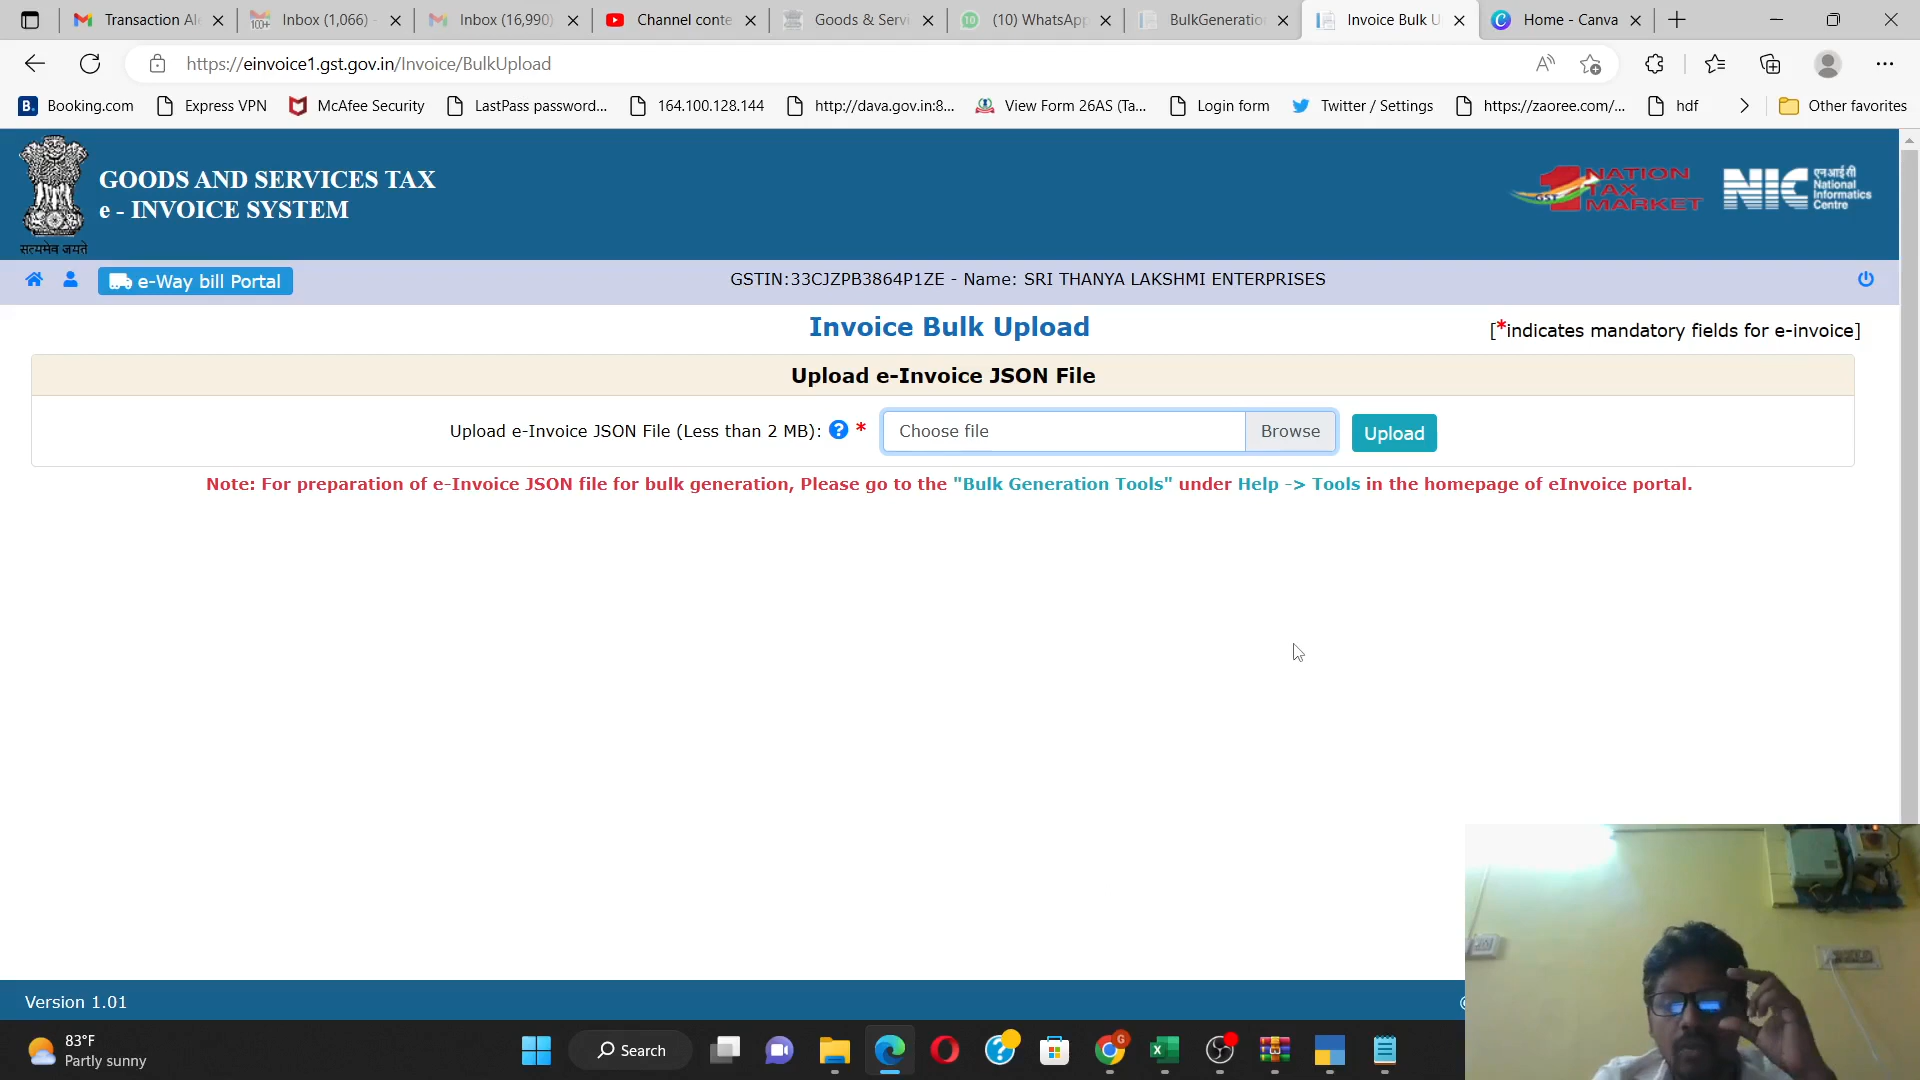 Transaction Al
Inbox (1,066)
Inbox (16,990)
Channel conte
Goods & Serv
(10) WhatsApp
BulkGeneratio
Invoice Bulk U
Home - Canva
https://einvoice1.gst.gov.in/Invoice/BulkUpload
Booking.com
Express VPN
McAfee Security
LastPass password...
164.100.128.144
http://dava.gov.in:8...
View Form 26AS (Ta...
Login form
Twitter / Settings
https://zaoree.com/...
hdf
Other favorites
GOODS AND SERVICES TAX
e - INVOICE SYSTEM
सत्यमेव जयते
GST
NATION
TAX
MARKET
NIC
एनआईसी
National
Informatics
Centre
e-Way bill Portal
GSTIN:33CJZPB3864P1ZE - Name: SRI THANYA LAKSHMI ENTERPRISES
Invoice Bulk Upload
[*indicates mandatory fields for e-invoice]
Upload e-Invoice JSON File
Upload e-Invoice JSON File (Less than 2 MB): ? *
Choose file
Browse
Upload
Note: For preparation of e-Invoice JSON file for bulk generation, Please go to the "Bulk Generation Tools" under Help -> Tools in the homepage of eInvoice portal.
Version 1.01
83°F
Partly sunny
Search